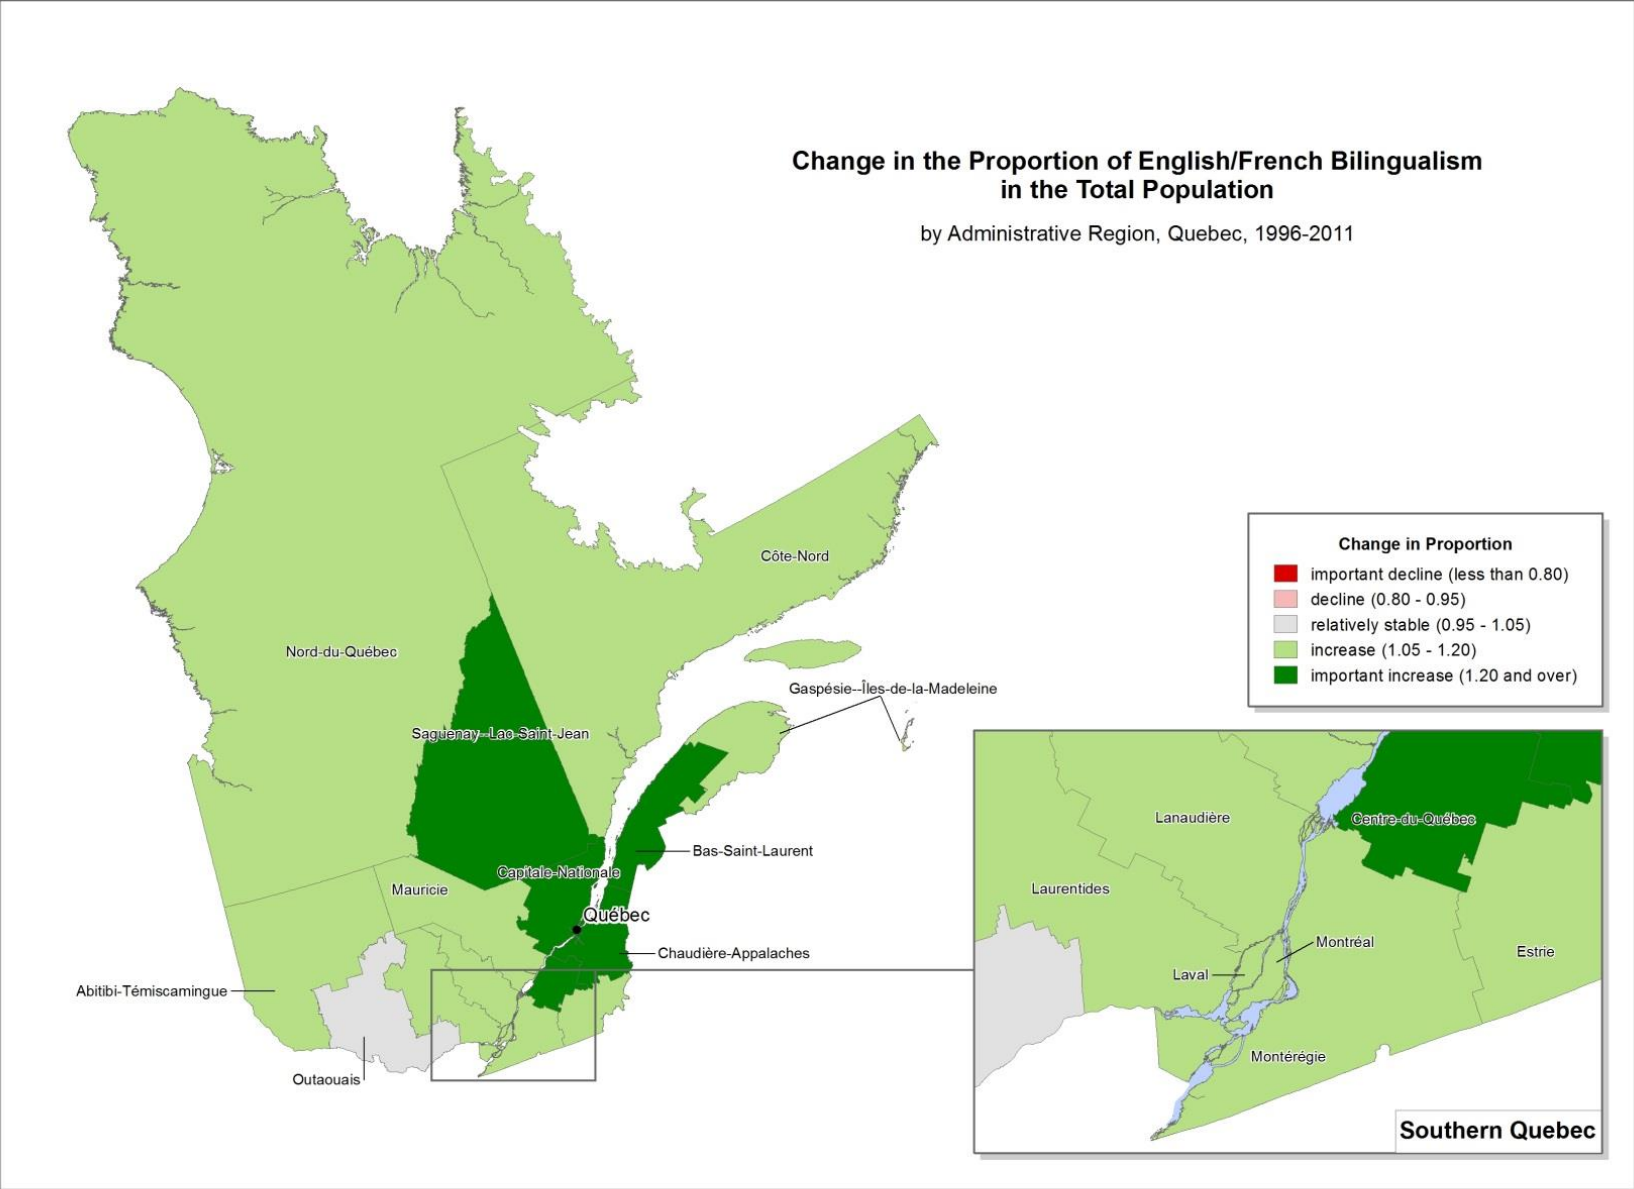 Change in the Proportion of English/French Bilingualism
in the Total Population
by Administrative Region, Quebec, 1996-2011
Côte-Nord
Nord-du-Québec
Gaspésie--Îles-de-la-Madeleine
Saguenay--Lac-Saint-Jean
Bas-Saint-Laurent
Capitale-Nationale
Mauricie
Québec
Chaudière-Appalaches
Abitibi-Témiscamingue
Outaouais
Change in Proportion
important decline (less than 0.80)
decline (0.80 - 0.95)
relatively stable (0.95 - 1.05)
increase (1.05 - 1.20)
important increase (1.20 and over)
Lanaudière
Centre-du-Québec
Laurentides
Montréal
Estrie
Laval
Montérégie
Southern Quebec